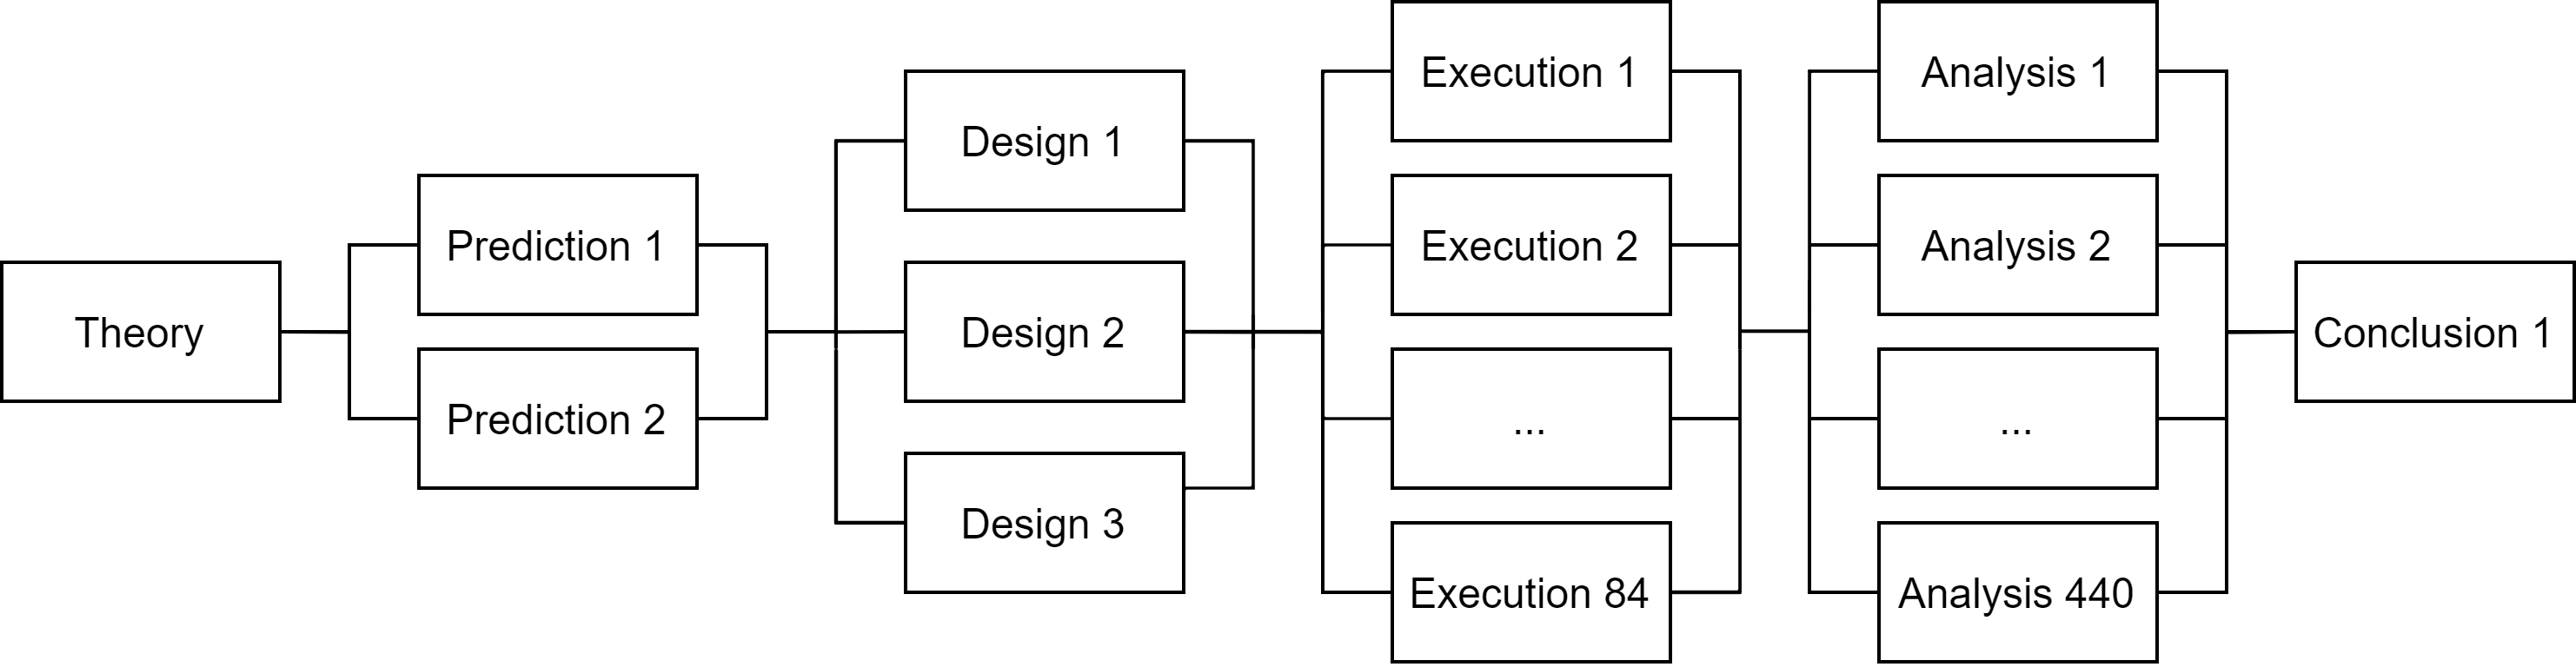 Theory
Prediction 1
Prediction 2
Design 1
Design 2
Design 3
Execution 1
Execution 2
...
Execution 84
Analysis 1
Analysis 2
...
Analysis 440
Conclusion 1